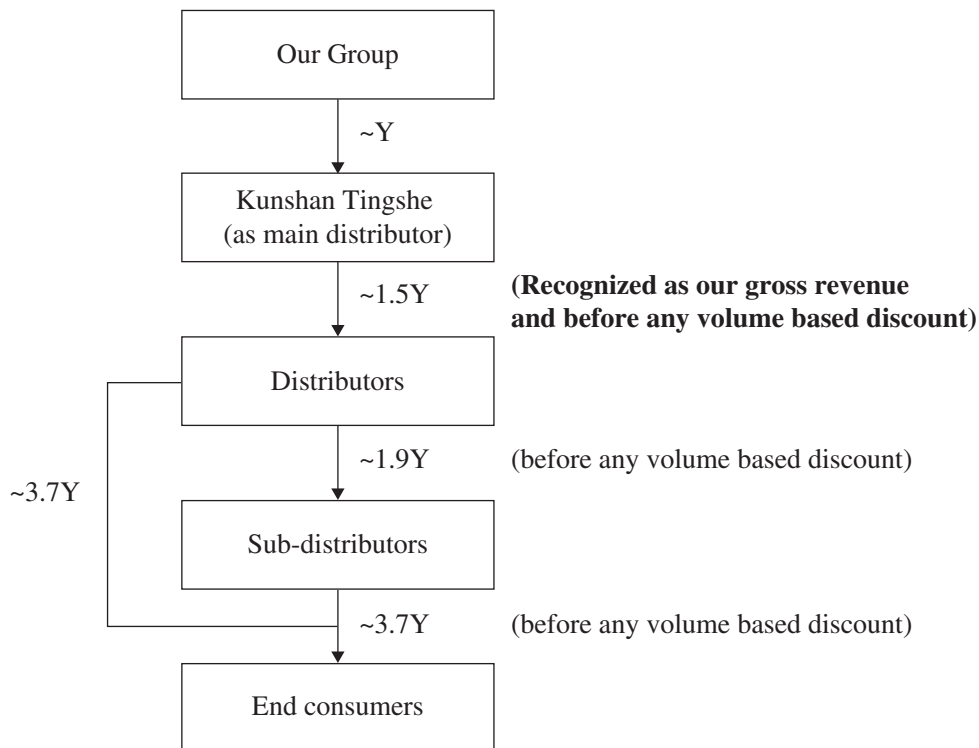 Our Group
~Y
Kunshan Tingshe
(as main distributor)
~1.5Y
(Recognized as our gross revenue
and before any volume based discount)
Distributors
~1.9Y
(before any volume based discount)
~3.7Y
Sub-distributors
~3.7Y
(before any volume based discount)
End consumers